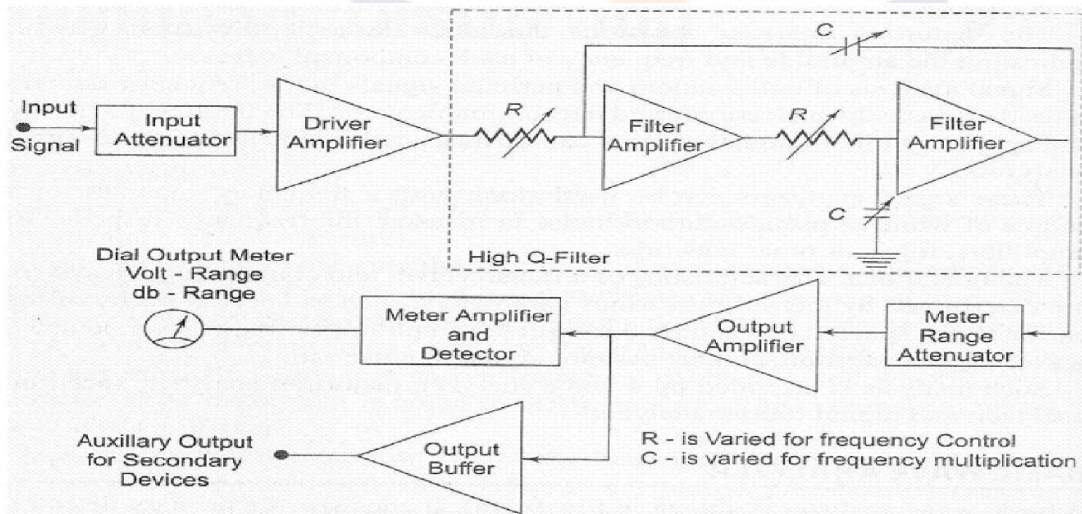 C
Input
Signal
Input
Attenuator
Driver
Amplifier
R
Filter
Amplifier
R
Filter
Amplifier
C
High Q-Filter
Dial Output Meter
Volt - Range
db - Range
Meter Amplifier
and
Detector
Output
Amplifier
Meter
Range
Attenuator
Auxillary Output
for Secondary
Devices
Output
Buffer
R - is Varied for frequency Control
C - is varied for frequency multiplication